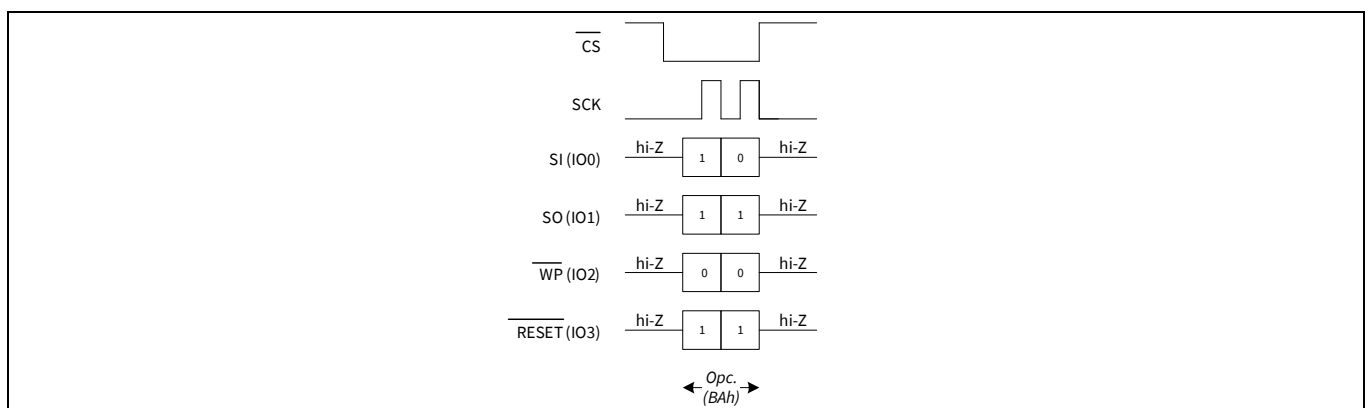 CS
SCK
SI (IO0) hi-Z 1 0 hi-Z
SO (IO1) hi-Z 1 1 hi-Z
WP (IO2) hi-Z 0 0 hi-Z
RESET (IO3) hi-Z 1 1 hi-Z
Opc.
(BAh)